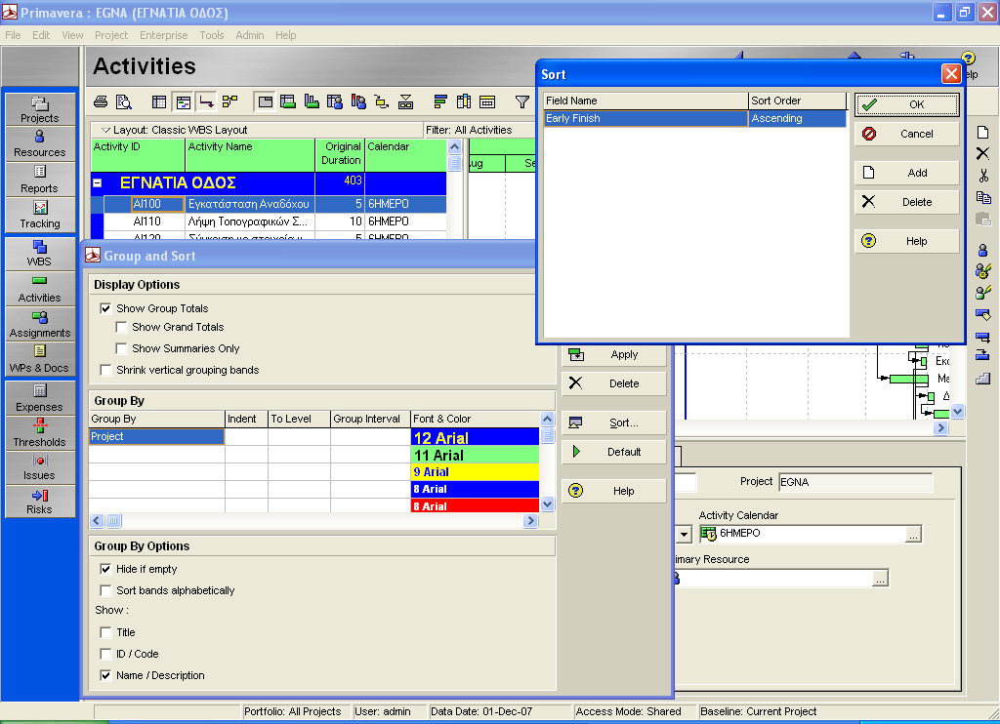 Primavera : EGNA (ΕΓΝΑΤΙΑ ΟΔΟΣ)
File Edit View Project Enterprise Tools Admin Help
Activities
Projects
Resources
Reports
Tracking
WBS
Activities
Assignments
WPs & Docs
Expenses
Thresholds
Issues
Risks
Layout: Classic WBS Layout
Filter: All Activities
Activity ID Activity Name Original Duration Calendar
ΕΓΝΑΤΙΑ ΟΔΟΣ 403
AI100 Εγκατάσταση Αναδόχου 5 6ΗΜΕΡΟ
AI110 Λήψη Τοπογραφικών Σ... 10 6ΗΜΕΡΟ
AI120 Σύγκριση με στοιχεία μ... 5 6ΗΜΕΡΟ
Sort
Field Name Sort Order
Early Finish Ascending
OK
Cancel
Add
Delete
Help
Group and Sort
Display Options
Show Group Totals
Show Grand Totals
Show Summaries Only
Shrink vertical grouping bands
Group By
Group By Indent To Level Group Interval Font & Color
Project 12 Arial
11 Arial
9 Arial
8 Arial
8 Arial
Group By Options
Hide if empty
Sort bands alphabetically
Show :
Title
ID / Code
Name / Description
Apply
Delete
Sort...
Default
Help
Project EGNA
Activity Calendar
6ΗΜΕΡΟ
...
imary Resource
...
Portfolio: All Projects User: admin Data Date: 01-Dec-07 Access Mode: Shared Baseline: Current Project